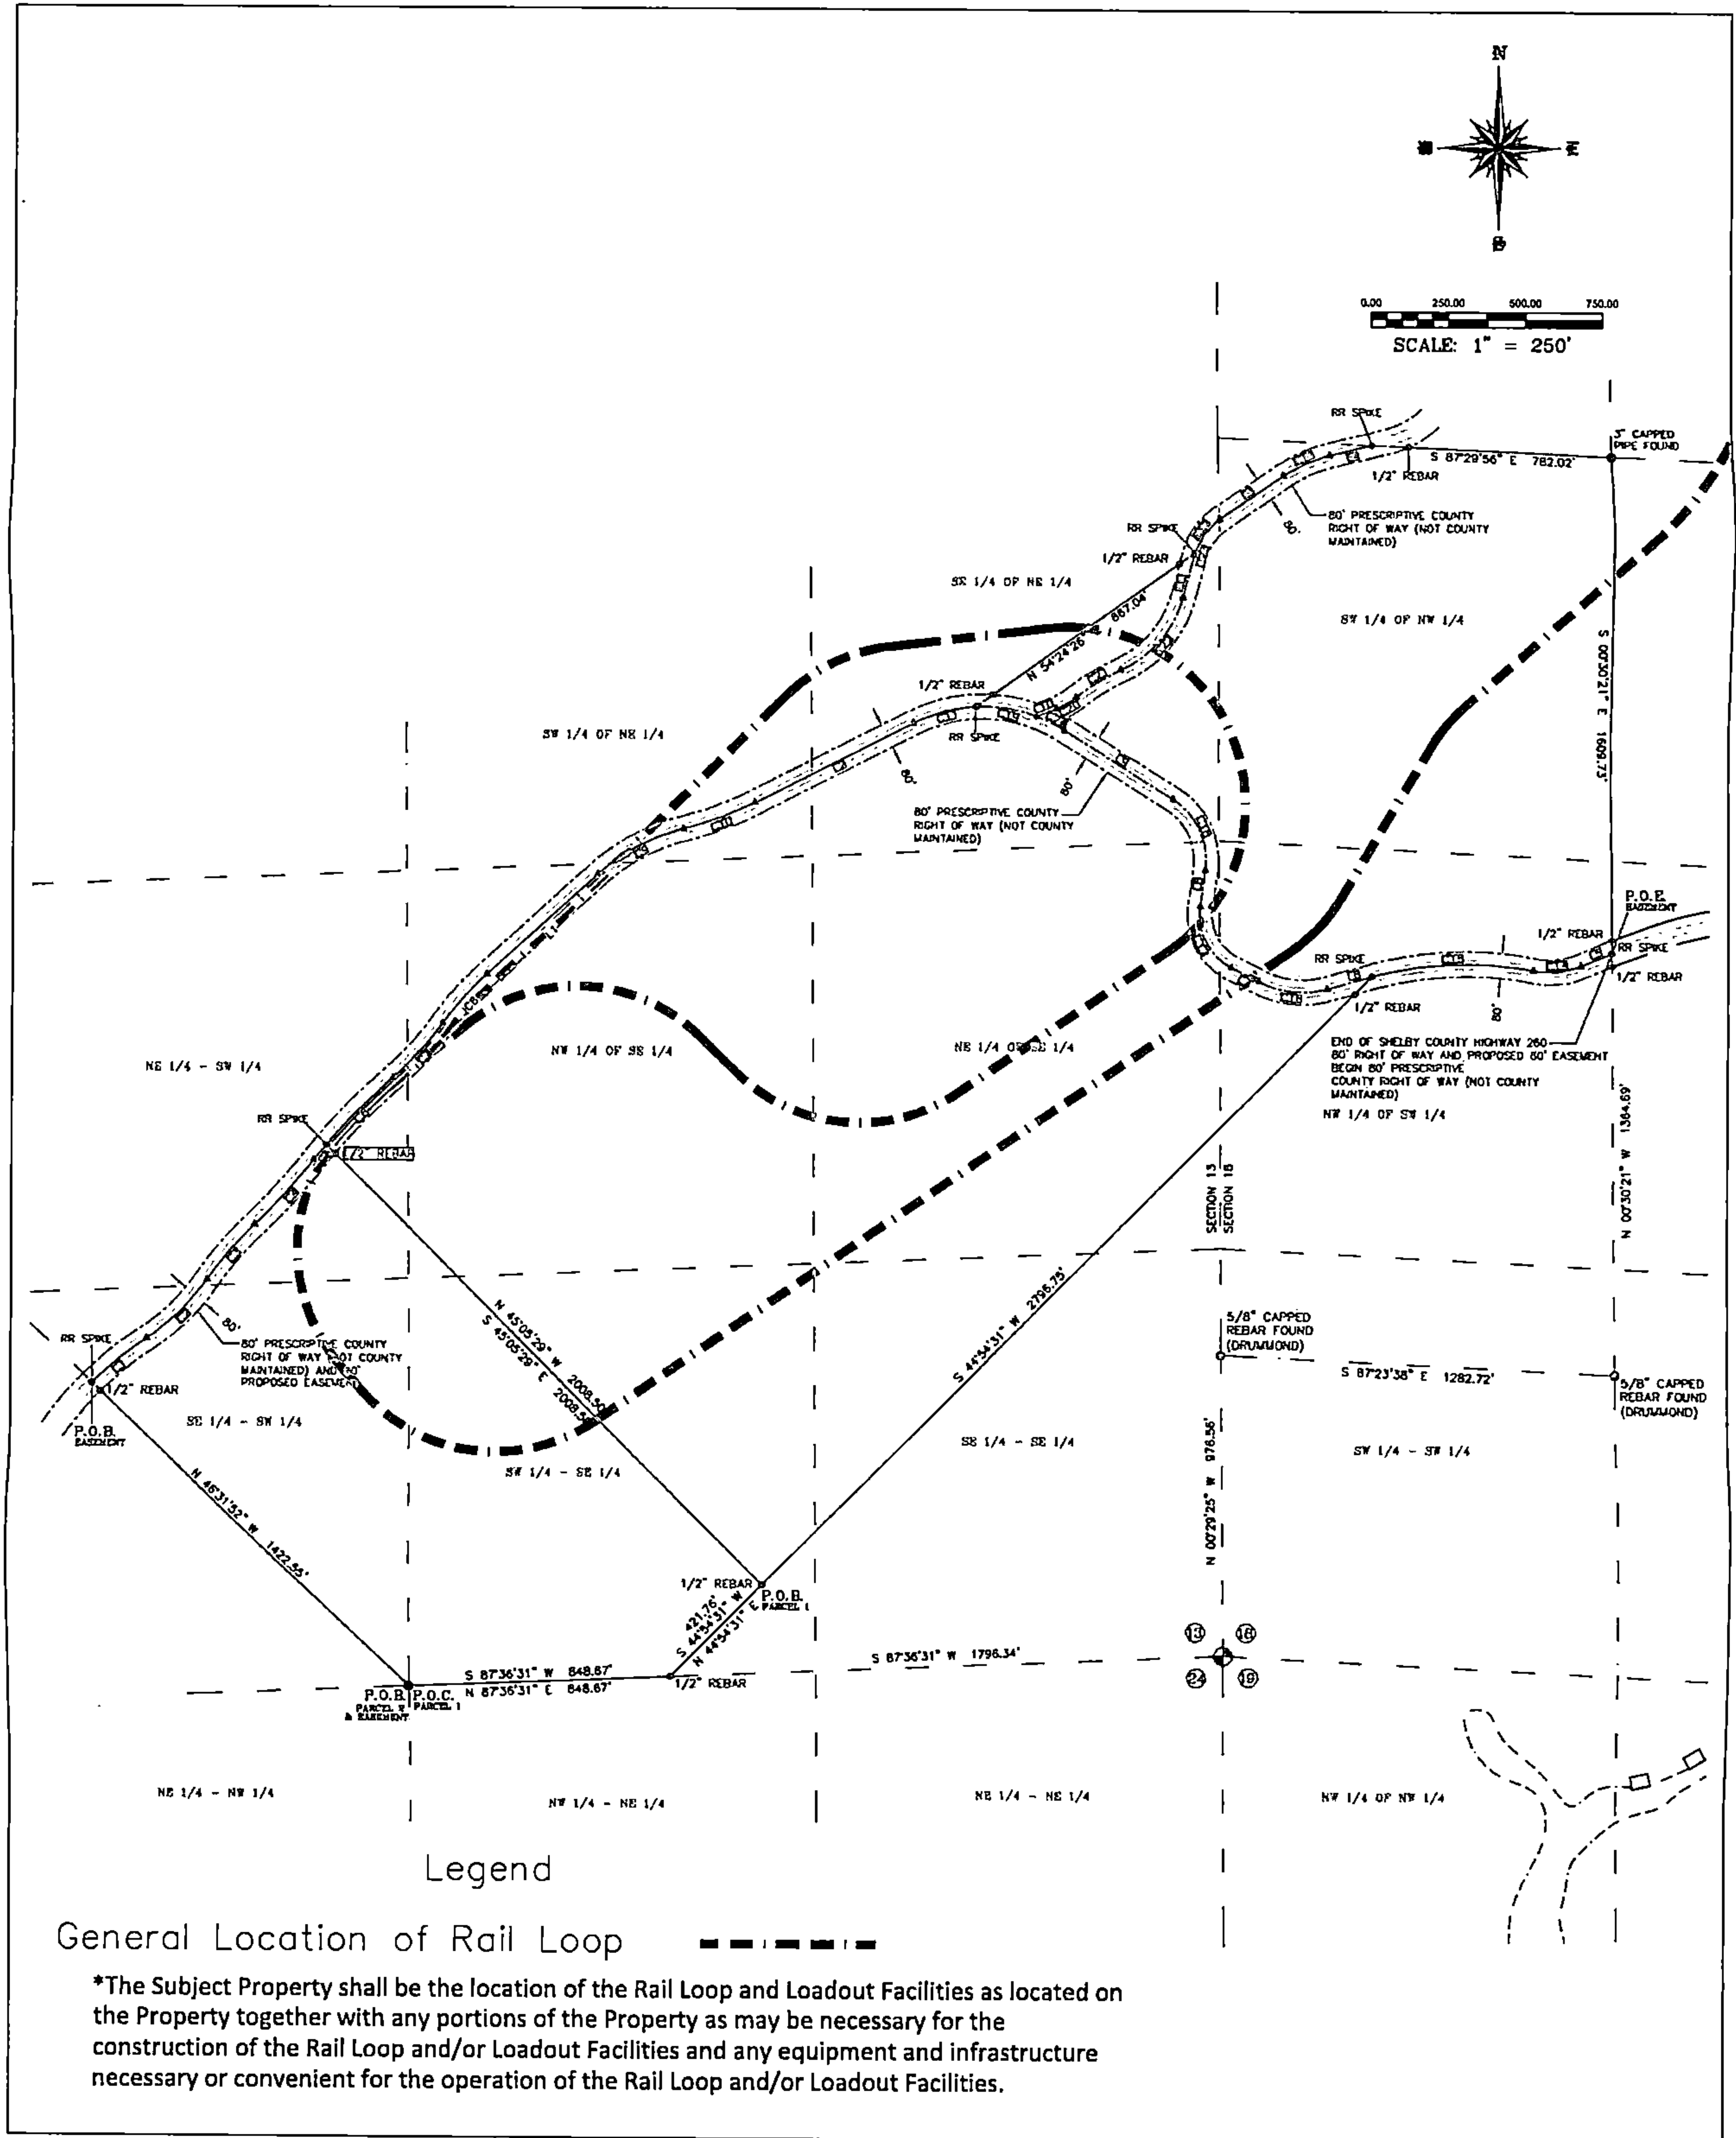 N
E
S
0.00 250.00 500.00 750.00
SCALE: 1" = 250'
RR SPIKE
3" CAPPED
PIPE FOUND
S 87°29'56" E 782.02'
1/2" REBAR
80' PRESCRIPTIVE COUNTY
RIGHT OF WAY (NOT COUNTY
MAINTAINED)
80'
RR SPIKE
1/2" REBAR
SE 1/4 OF NE 1/4
SW 1/4 OF NW 1/4
N 54°24'26" 867.04'
S 00°30'21" E 1609.73'
1/2" REBAR
RR SPIKE
SW 1/4 OF NE 1/4
80'
80'
80' PRESCRIPTIVE COUNTY
RIGHT OF WAY (NOT COUNTY
MAINTAINED)
P.O.E.
EASEMENT
1/2" REBAR
RR SPIKE
1/2" REBAR
RR SPIKE
1/2" REBAR
80'
END OF SHELBY COUNTY HIGHWAY 260
80' RIGHT OF WAY AND PROPOSED 80' EASEMENT
BEGIN 80' PRESCRIPTIVE
COUNTY RIGHT OF WAY (NOT COUNTY
MAINTAINED)
NE 1/4 - SW 1/4
NW 1/4 OF SE 1/4
NE 1/4 OF SE 1/4
NW 1/4 OF SW 1/4
N 00°30'21" W 1364.69'
RR SPIKE
1/2" REBAR
SECTION 13
SECTION 18
N 45°05'29" W 2008.50'
S 45°05'29" E 2008.50'
S 44°54'31" W 2796.75'
5/8" CAPPED
REBAR FOUND
(DRUMMOND)
S 87°23'38" E 1282.72'
5/8" CAPPED
REBAR FOUND
(DRUMMOND)
80'
80' PRESCRIPTIVE COUNTY
RIGHT OF WAY (NOT COUNTY
MAINTAINED) AND 80'
PROPOSED EASEMENT
RR SPIKE
1/2" REBAR
P.O.B.
EASEMENT
SE 1/4 - SW 1/4
SW 1/4 - SE 1/4
SE 1/4 - SE 1/4
SW 1/4 - SW 1/4
N 46°31'52" W 1422.55'
N 00°29'25" W 976.56'
1/2" REBAR
P.O.B.
PARCEL 1
421.76'
S 44°54'31" W
N 44°54'31" E
S 87°36'31" W 1796.34'
13 18
24 19
S 87°36'31" W 848.67'
N 87°36'31" E 848.67'
1/2" REBAR
P.O.B. P.O.C.
PARCEL 2 PARCEL 1
& EASEMENT
NE 1/4 - NW 1/4
NW 1/4 - NE 1/4
NE 1/4 - NE 1/4
NW 1/4 OF NW 1/4
Legend
General Location of Rail Loop
*The Subject Property shall be the location of the Rail Loop and Loadout Facilities as located on
the Property together with any portions of the Property as may be necessary for the
construction of the Rail Loop and/or Loadout Facilities and any equipment and infrastructure
necessary or convenient for the operation of the Rail Loop and/or Loadout Facilities.